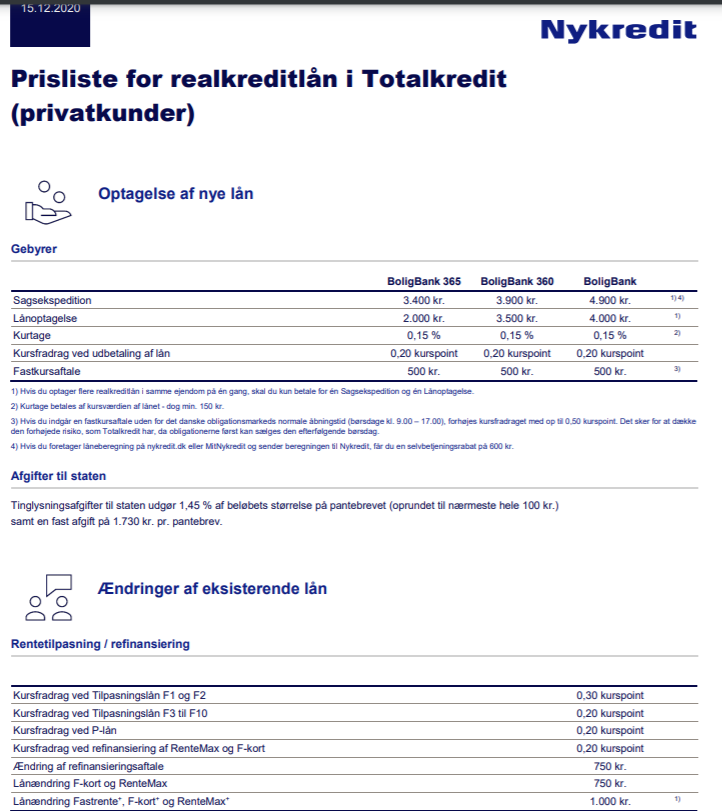 15.12.2020
Nykredit
Prisliste for realkreditlån i Totalkredit
(privatkunder)
Optagelse af nye lån
Gebyrer
BoligBank 365 BoligBank 360 BoligBank
Sagsekspedition 3.400 kr. 3.900 kr. 4.900 kr. 1) 4)
Lånoptagelse 2.000 kr. 3.500 kr. 4.000 kr. 1)
Kurtage 0,15 % 0,15 % 0,15 % 2)
Kursfradrag ved udbetaling af lån 0,20 kurspoint 0,20 kurspoint 0,20 kurspoint
Fastkursaftale 500 kr. 500 kr. 500 kr. 3)
1) Hvis du optager flere realkreditlån i samme ejendom på én gang, skal du kun betale for én Sagsekspedition og én Lånoptagelse.
2) Kurtage betales af kursværdien af lånet - dog min. 150 kr.
3) Hvis du indgår en fastkursaftale uden for det danske obligationsmarkeds normale åbningstid (børsdage kl. 9.00 – 17.00), forhøjes kursfradraget med op til 0,50 kurspoint. Det sker for at dække
den forhøjede risiko, som Totalkredit har, da obligationerne først kan sælges den efterfølgende børsdag.
4) Hvis du foretager låneberegning på nykredit.dk eller MitNykredit og sender beregningen til Nykredit, får du en selvbetjeningsrabat på 600 kr.
Afgifter til staten
Tinglysningsafgifter til staten udgør 1,45 % af beløbets størrelse på pantebrevet (oprundet til nærmeste hele 100 kr.)
samt en fast afgift på 1.730 kr. pr. pantebrev.
Ændringer af eksisterende lån
Rentetilpasning / refinansiering
Kursfradrag ved Tilpasningslån F1 og F2 0,30 kurspoint
Kursfradrag ved Tilpasningslån F3 til F10 0,20 kurspoint
Kursfradrag ved P-lån 0,20 kurspoint
Kursfradrag ved refinansiering af RenteMax og F-kort 0,20 kurspoint
Ændring af refinansieringsaftale 750 kr.
Lånændring F-kort og RenteMax 750 kr.
Lånændring Fastrente+, F-kort+ og RenteMax+ 1.000 kr. 1)